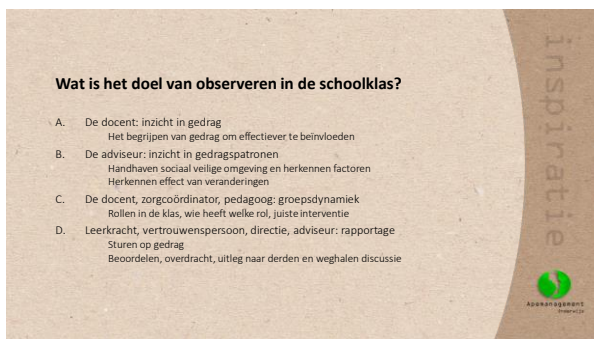 Wat is het doel van observeren in de schoolklas?
A. De docent: inzicht in gedrag
Het begrijpen van gedrag om effectiever te beïnvloeden
B. De adviseur: inzicht in gedragspatronen
Handhaven sociaal veilige omgeving en herkennen factoren
Herkennen effect van veranderingen
C. De docent, zorgcoördinator, pedagoog: groepsdynamiek
Rollen in de klas, wie heeft welke rol, juiste interventie
D. Leerkracht, vertrouwenspersoon, directie, adviseur: rapportage
Sturen op gedrag
Beoordelen, overdracht, uitleg naar derden en weghalen discussie
inspiratie
Apemanagement
Onderwijs